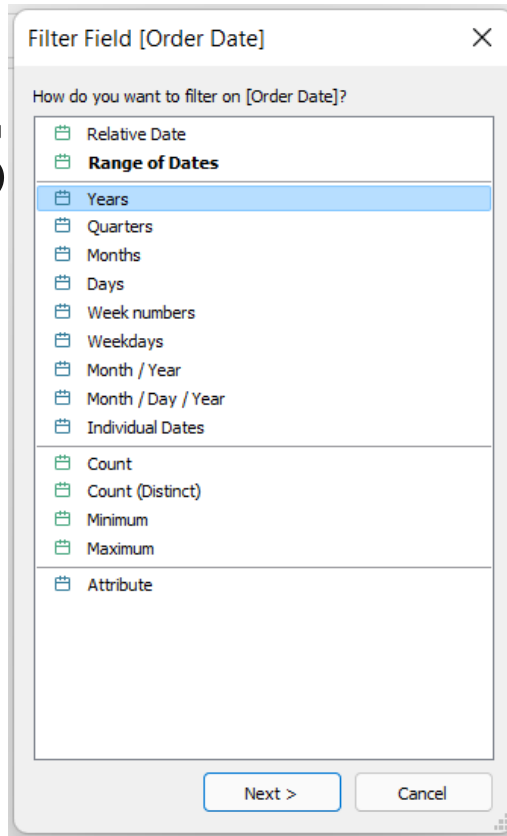 Filter Field [Order Date]
How do you want to filter on [Order Date]?
Relative Date
Range of Dates
Years
Quarters
Months
Days
Week numbers
Weekdays
Month / Year
Month / Day / Year
Individual Dates
Count
Count (Distinct)
Minimum
Maximum
Attribute
Next >
Cancel